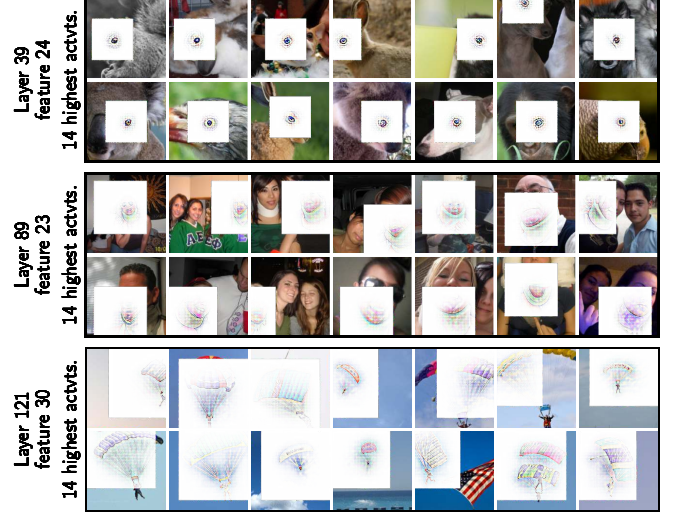 Layer 39
feature 24
14 highest actvts.
Layer 89
feature 23
14 highest actvts.
ΑΕΕΦ
Layer 121
feature 30
14 highest actvts.